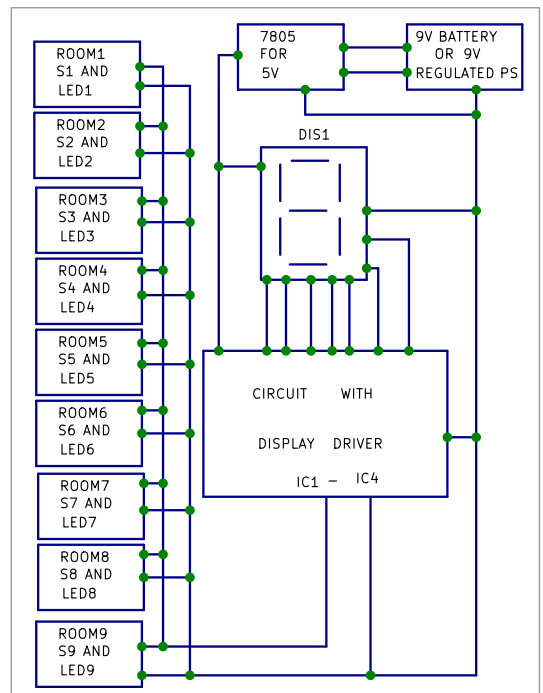 ROOM1
S1 AND
LED1
ROOM2
S2 AND
LED2
ROOM3
S3 AND
LED3
ROOM4
S4 AND
LED4
ROOM5
S5 AND
LED5
ROOM6
S6 AND
LED6
ROOM7
S7 AND
LED7
ROOM8
S8 AND
LED8
ROOM9
S9 AND
LED9
7805
FOR
5V
9V BATTERY
OR 9V
REGULATED PS
DIS1
CIRCUIT WITH
DISPLAY DRIVER
IC1 - IC4